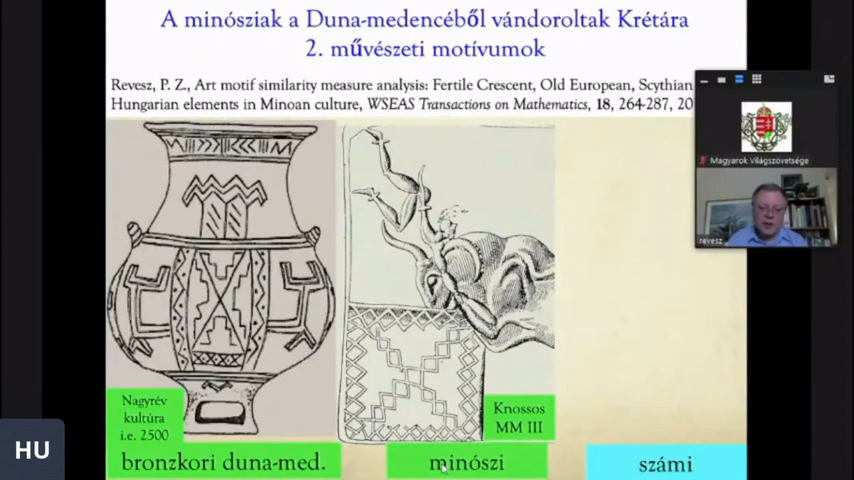 A minósziak a Duna-medencéből vándoroltak Krétára
2. művészeti motívumok
Revesz, P. Z., Art motif similarity measure analysis: Fertile Crescent, Old European, Scythian
Hungarian elements in Minoan culture, WSEAS Transactions on Mathematics, 18, 264-287, 20
Magyarok Világszövetsége
revesz
Nagyrév
kultúra
i.e. 2500
Knossos
MM III
bronzkori duna-med.
minószi
számi
HU